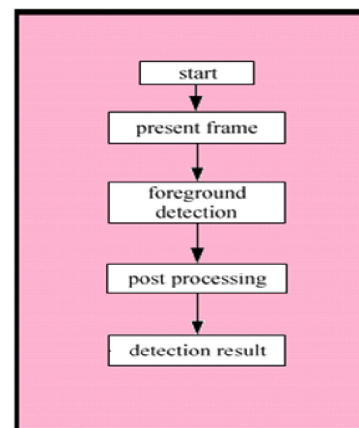 start
present frame
foreground
detection
post processing
detection result